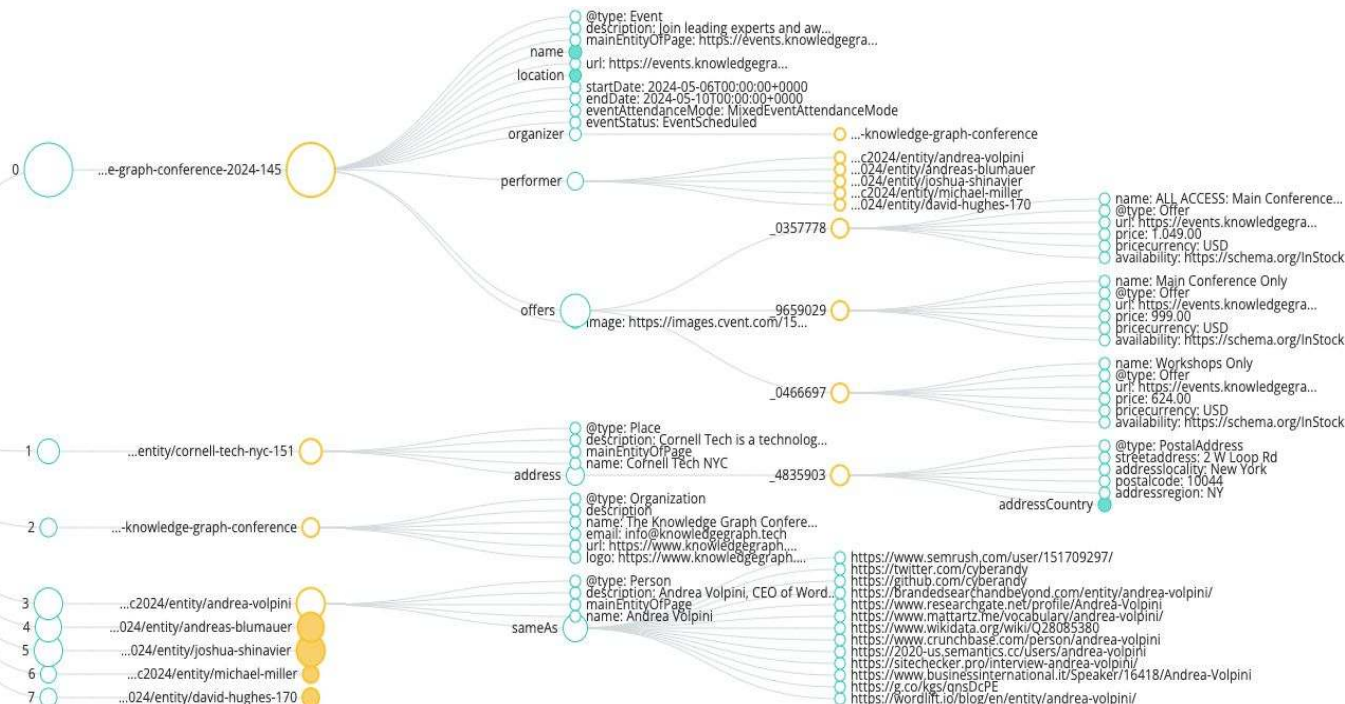 @type: Event
description: Join leading experts and aw...
mainEntityOfPage: https://events.knowledgegra...
name
url: https://events.knowledgegra...
location
startDate: 2024-05-06T00:00:00+0000
endDate: 2024-05-10T00:00:00+0000
eventAttendanceMode: MixedEventAttendanceMode
eventStatus: EventScheduled
organizer
...-knowledge-graph-conference
0
...e-graph-conference-2024-145
performer
...c2024/entity/andrea-volpini
...024/entity/andreas-blumauer
...024/entity/joshua-shinavier
...c2024/entity/michael-miller
...024/entity/david-hughes-170
_0357778
name: ALL ACCESS: Main Conference...
@type: Offer
url: https://events.knowledgegra...
price: 1.049.00
pricecurrency: USD
availability: https://schema.org/InStock
offers
image: https://images.cvent.com/15...
_9659029
name: Main Conference Only
@type: Offer
url: https://events.knowledgegra...
price: 999.00
pricecurrency: USD
availability: https://schema.org/InStock
_0466697
name: Workshops Only
@type: Offer
url: https://events.knowledgegra...
price: 624.00
pricecurrency: USD
availability: https://schema.org/InStock
1
...entity/cornell-tech-nyc-151
@type: Place
description: Cornell Tech is a technolog...
mainEntityOfPage
name: Cornell Tech NYC
address
_4835903
@type: PostalAddress
streetaddress: 2 W Loop Rd
addresslocality: New York
postalcode: 10044
addressregion: NY
addressCountry
2
...-knowledge-graph-conference
@type: Organization
description
name: The Knowledge Graph Confere...
email: info@knowledgegraph.tech
url: https://www.knowledgegraph....
logo: https://www.knowledgegraph....
3
...c2024/entity/andrea-volpini
@type: Person
description: Andrea Volpini, CEO of Word...
mainEntityOfPage
name: Andrea Volpini
sameAs
https://www.semrush.com/user/151709297/
https://twitter.com/cyberandy
https://github.com/cyberandy
https://brandedsearchandbeyond.com/entity/andrea-volpini/
https://www.researchgate.net/profile/Andrea-Volpini
https://www.mattartz.me/vocabulary/andrea-volpini/
https://www.wikidata.org/wiki/Q28085380
https://www.crunchbase.com/person/andrea-volpini
https://2020-us.semantics.cc/users/andrea-volpini
https://sitechecker.pro/interview-andrea-volpini/
https://www.businessinternational.it/Speaker/16418/Andrea-Volpini
https://g.co/kgs/qnsDcPE
https://wordlift.io/blog/en/entity/andrea-volpini/
4
...024/entity/andreas-blumauer
5
...024/entity/joshua-shinavier
6
...c2024/entity/michael-miller
7
...024/entity/david-hughes-170